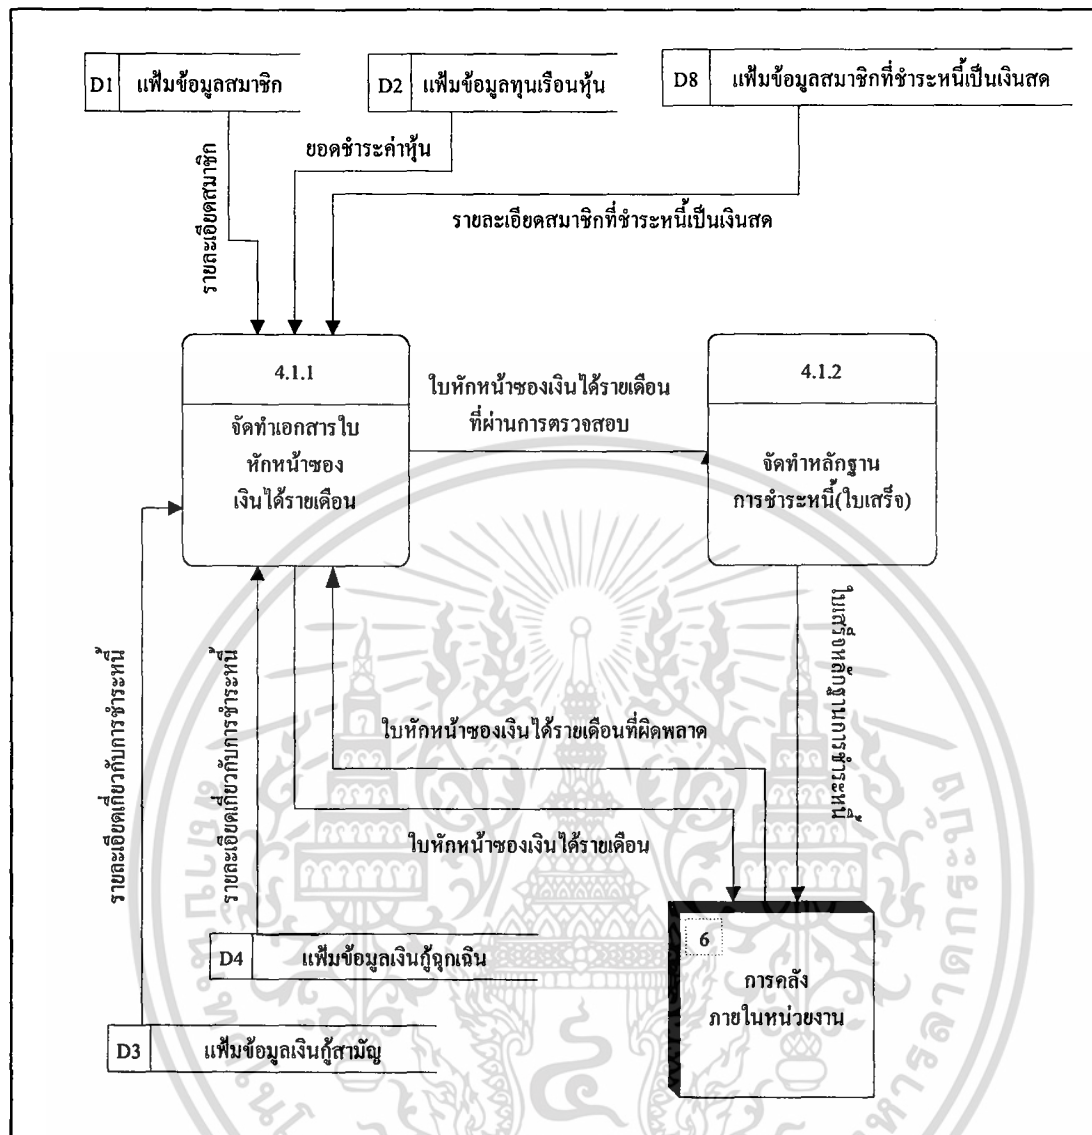 D1 แฟ้มข้อมูลสมาชิก
D2 แฟ้มข้อมูลทุนเรือนหุ้น
D8 แฟ้มข้อมูลสมาชิกที่ชำระหนี้เป็นเงินสด
รายละเอียดสมาชิก
ยอดชำระค่าหุ้น
รายละเอียดสมาชิกที่ชำระหนี้เป็นเงินสด
4.1.1
จัดทำเอกสารใบ
หักหน้าซอง
เงินได้รายเดือน
ใบหักหน้าซองเงินได้รายเดือน
ที่ผ่านการตรวจสอบ
4.1.2
จัดทำหลักฐาน
การชำระหนี้(ใบเสร็จ)
รายละเอียดเกี่ยวกับการชำระหนี้
รายละเอียดเกี่ยวกับการชำระหนี้
ใบหักหน้าซองเงินได้รายเดือนที่ผิดพลาด
ใบหักหน้าซองเงินได้รายเดือน
ใบเสร็จหลักฐานการชำระหนี้
D4 แฟ้มข้อมูลเงินกู้ฉุกเฉิน
D3 แฟ้มข้อมูลเงินกู้สามัญ
6
การคลัง
ภายในหน่วยงาน